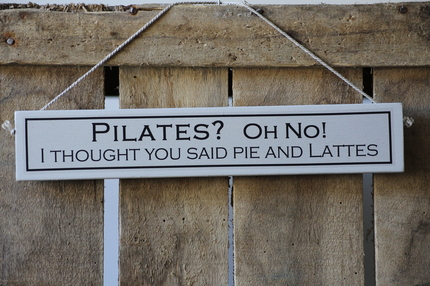 Pilates? Oh No!
I thought you said pie and Lattes